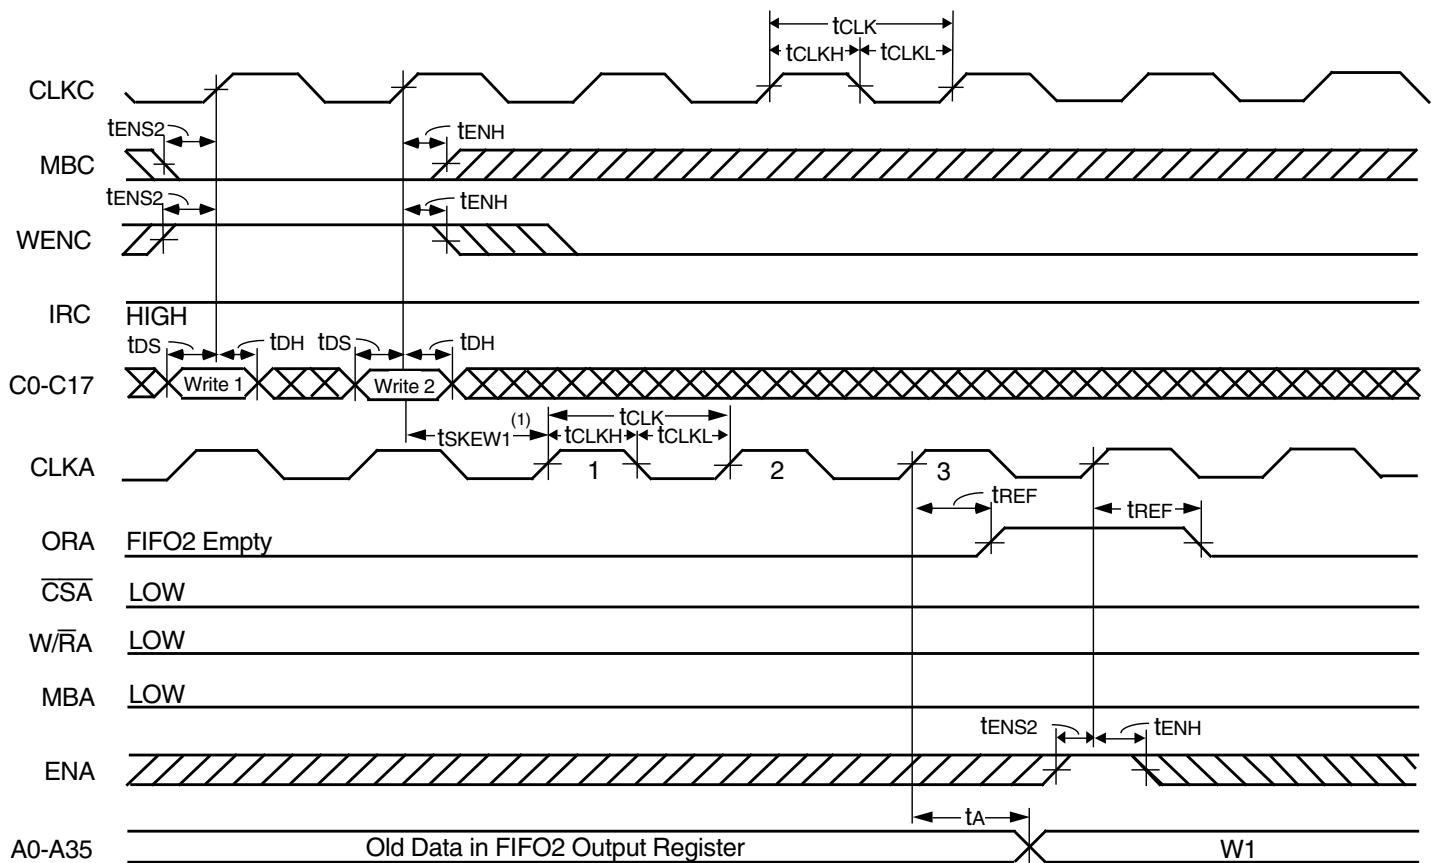 tCLK
tCLKH tCLKL
CLKC
tENS2 tENH
MBC
tENS2 tENH
WENC
IRC HIGH
tDS tDH tDS tDH
C0-C17 Write 1 Write 2
tSKEW1(1) tCLK
tCLKH tCLKL
CLKA 1 2 3
tREF tREF
ORA FIFO2 Empty
CSA LOW
W/RA LOW
MBA LOW
tENS2 tENH
ENA
tA
A0-A35 Old Data in FIFO2 Output Register W1